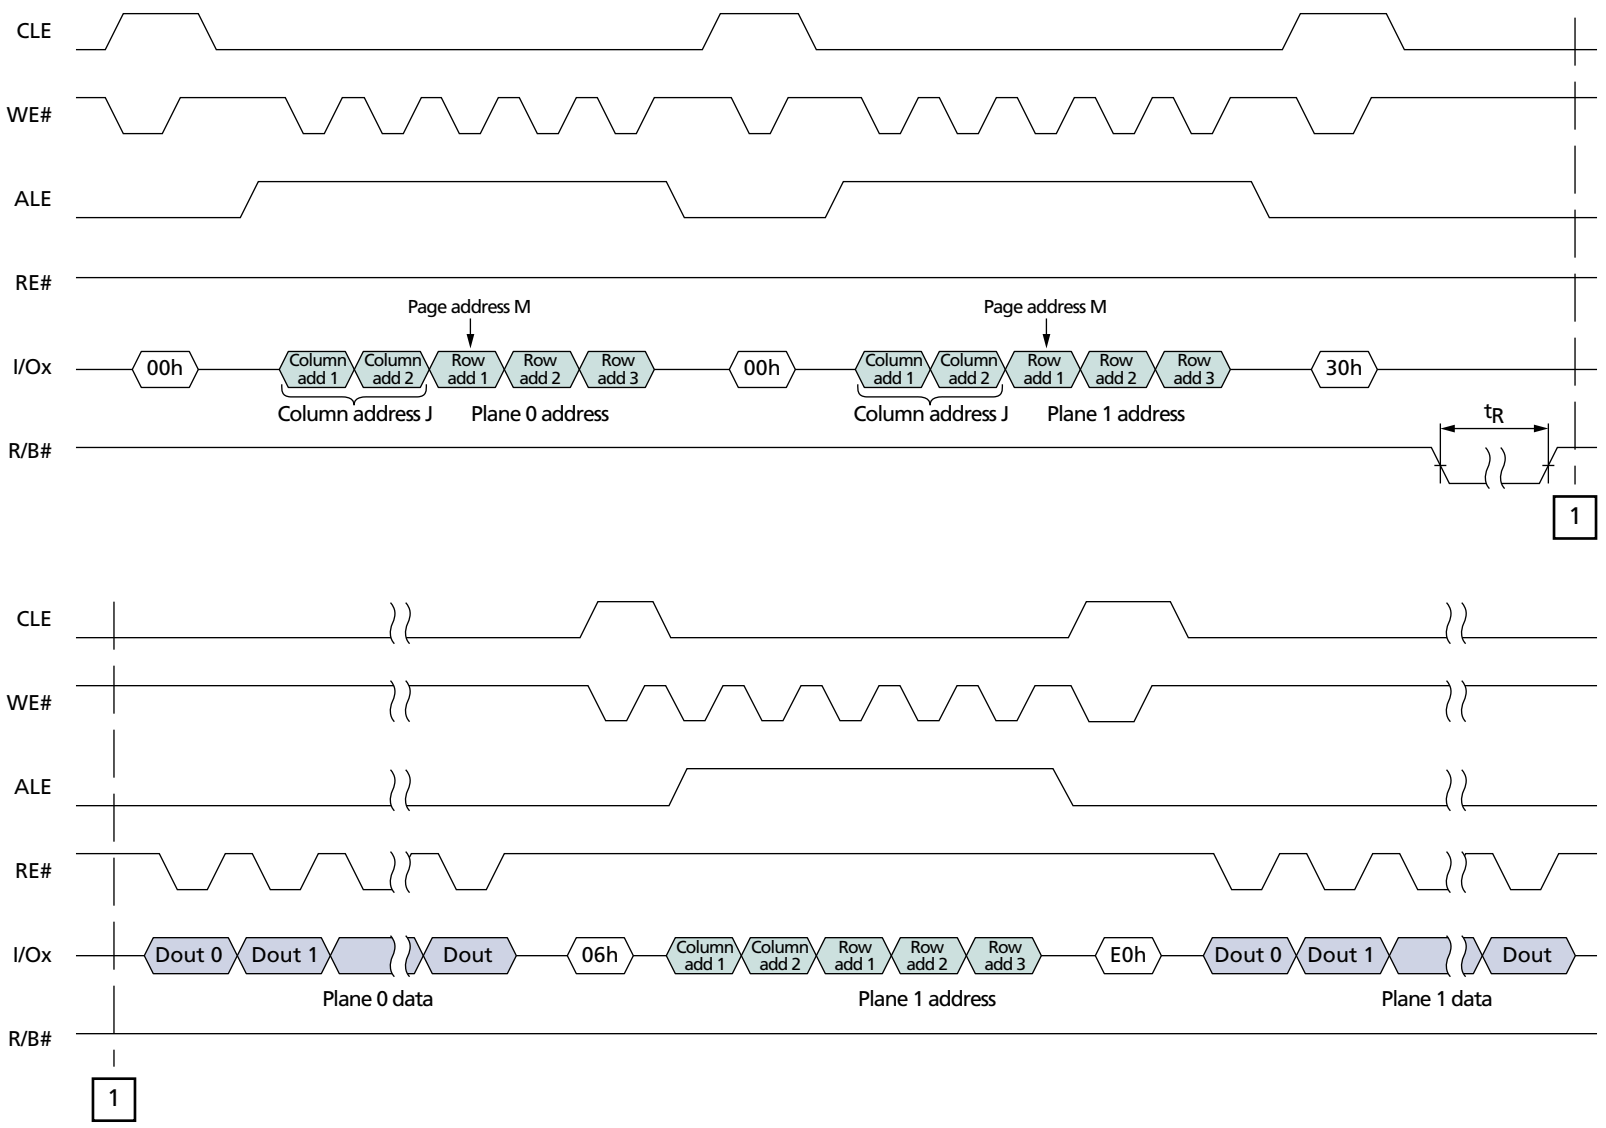 CLE
WE#
ALE
RE#
Page address M
Page address M
I/Ox
00h
Column add 1
Column add 2
Row add 1
Row add 2
Row add 3
00h
Column add 1
Column add 2
Row add 1
Row add 2
Row add 3
30h
Column address J
Plane 0 address
Column address J
Plane 1 address
tR
R/B#
1
CLE
WE#
ALE
RE#
I/Ox
Dout 0
Dout 1
Dout
06h
Column add 1
Column add 2
Row add 1
Row add 2
Row add 3
E0h
Dout 0
Dout 1
Dout
Plane 0 data
Plane 1 address
Plane 1 data
R/B#
1